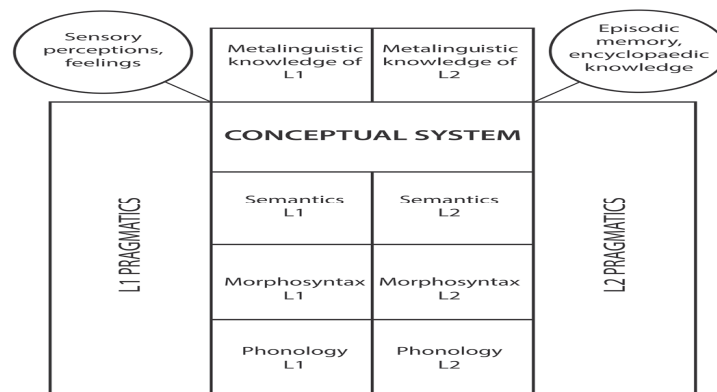 Sensory
perceptions,
feelings
Metalinguistic
knowledge of
L1
Metalinguistic
knowledge of
L2
Episodic
memory,
encyclopaedic
knowledge
CONCEPTUAL SYSTEM
L1 PRAGMATICS
Semantics
L1
Semantics
L2
L2 PRAGMATICS
Morphosyntax
L1
Morphosyntax
L2
Phonology
L1
Phonology
L2